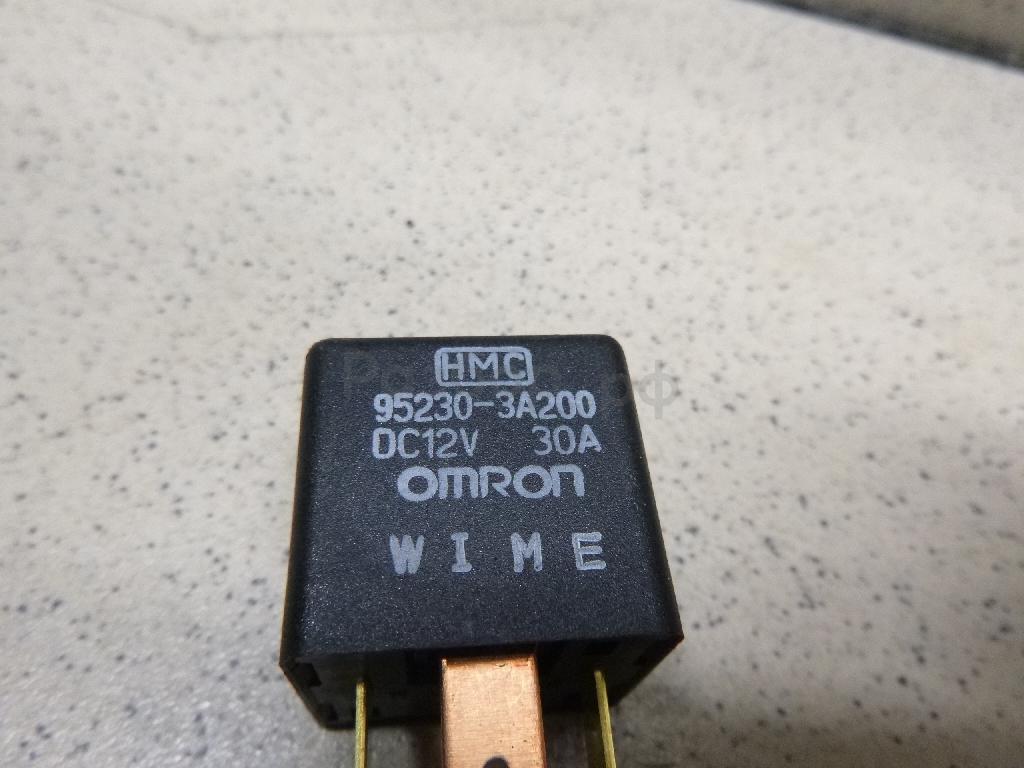 HMC
95230-3A200
DC12V 30A
OMRON
W I M E